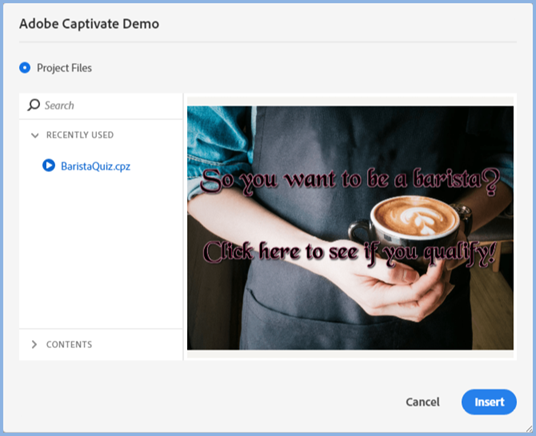 Adobe Captivate Demo
Project Files
Search
RECENTLY USED
BaristaQuiz.cpz
So you want to be a barista?
Click here to see if you qualify!
CONTENTS
Cancel
Insert